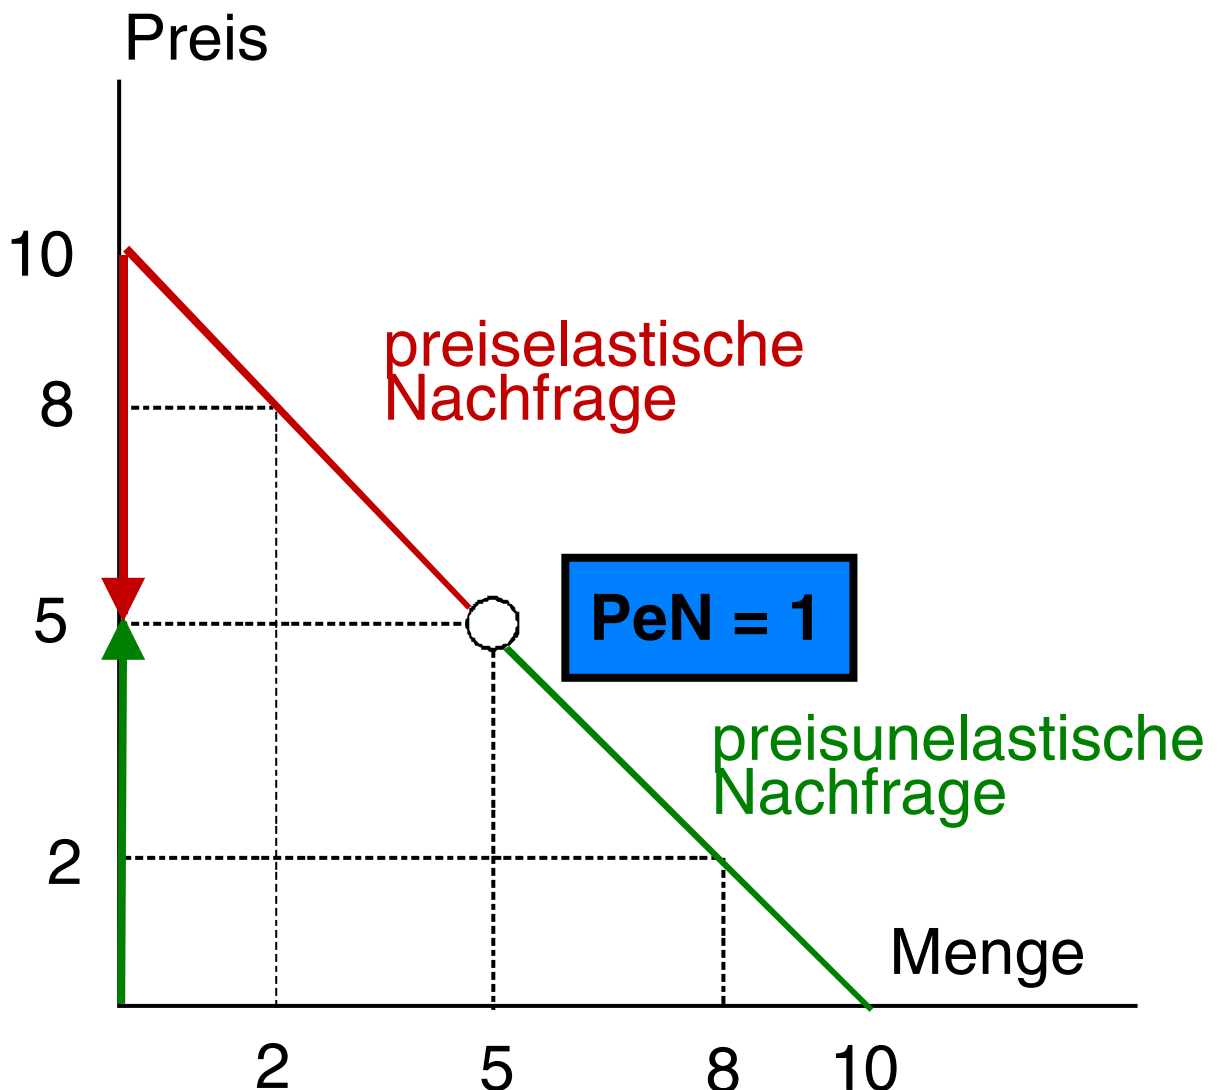 Preis
10
preiselastische
Nachfrage
8
PeN = 1
5
preisunelastische
Nachfrage
2
Menge
2 5 8 10